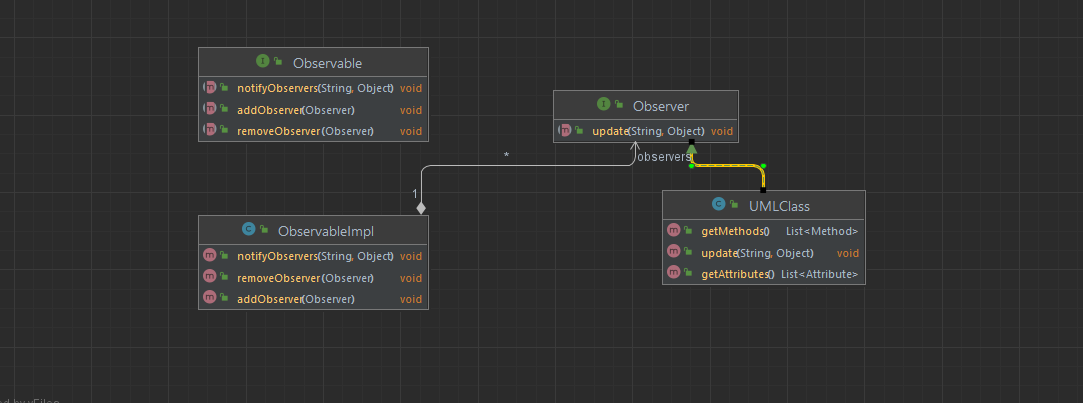 Observable
notifyObservers(String, Object) void
addObserver(Observer) void
removeObserver(Observer) void
Observer
update(String, Object) void
*
observers
1
ObservableImpl
notifyObservers(String, Object) void
removeObserver(Observer) void
addObserver(Observer) void
UMLClass
getMethods() List<Method>
update(String, Object) void
getAttributes() List<Attribute>